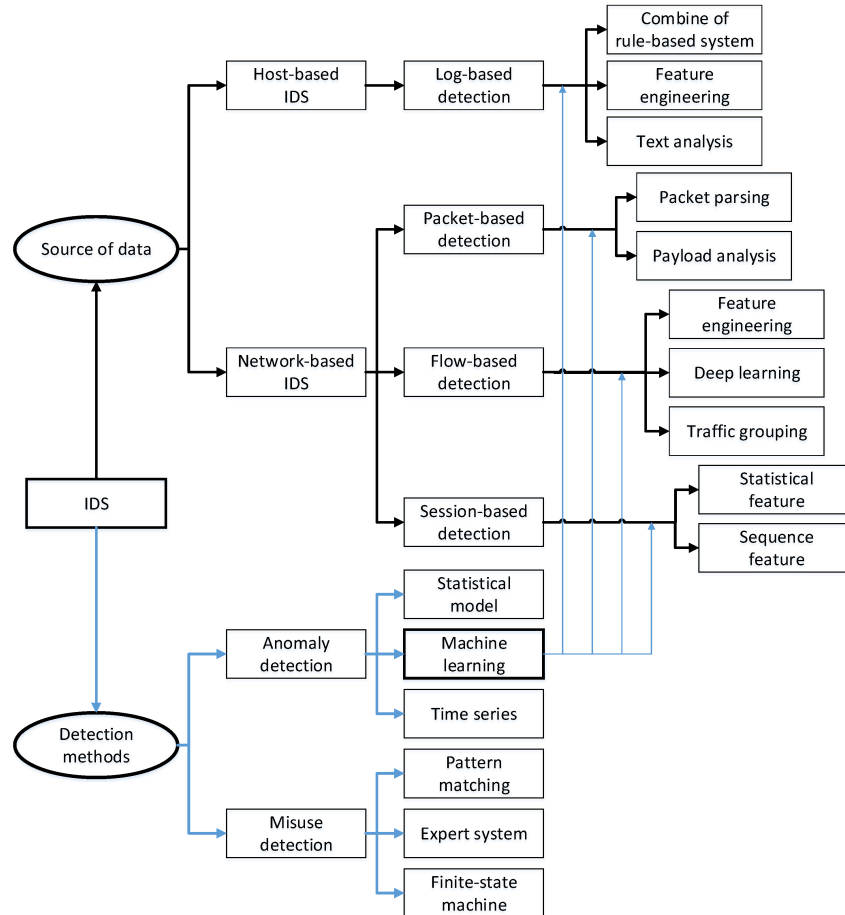 Combine of
rule-based system
Host-based
IDS
Log-based
detection
Feature
engineering
Text analysis
Packet parsing
Packet-based
detection
Source of data
Payload analysis
Feature
engineering
Network-based
IDS
Flow-based
detection
Deep learning
Traffic grouping
Statistical
feature
IDS
Session-based
detection
Sequence
feature
Statistical
model
Anomaly
detection
Machine
learning
Time series
Detection
methods
Pattern
matching
Misuse
detection
Expert system
Finite-state
machine